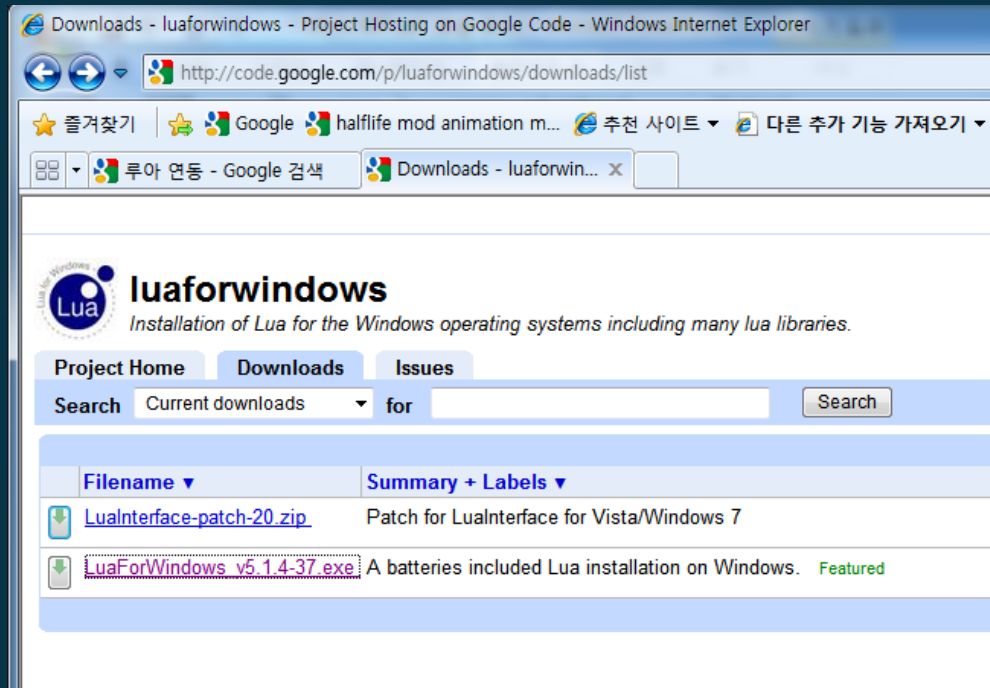 Downloads - luaforwindows - Project Hosting on Google Code - Windows Internet Explorer
http://code.google.com/p/luaforwindows/downloads/list
즐겨찾기 Google halflife mod animation m... 추천 사이트 ▼ 다른 추가 기능 가져오기 ▼
루아 연동 - Google 검색 Downloads - luaforwin... x
Lua for Windows
Lua
luaforwindows
Installation of Lua for the Windows operating systems including many lua libraries.
Project Home Downloads Issues
Search Current downloads for Search
Filename ▼ Summary + Labels ▼
LuaInterface-patch-20.zip Patch for LuaInterface for Vista/Windows 7
LuaForWindows_v5.1.4-37.exe A batteries included Lua installation on Windows. Featured